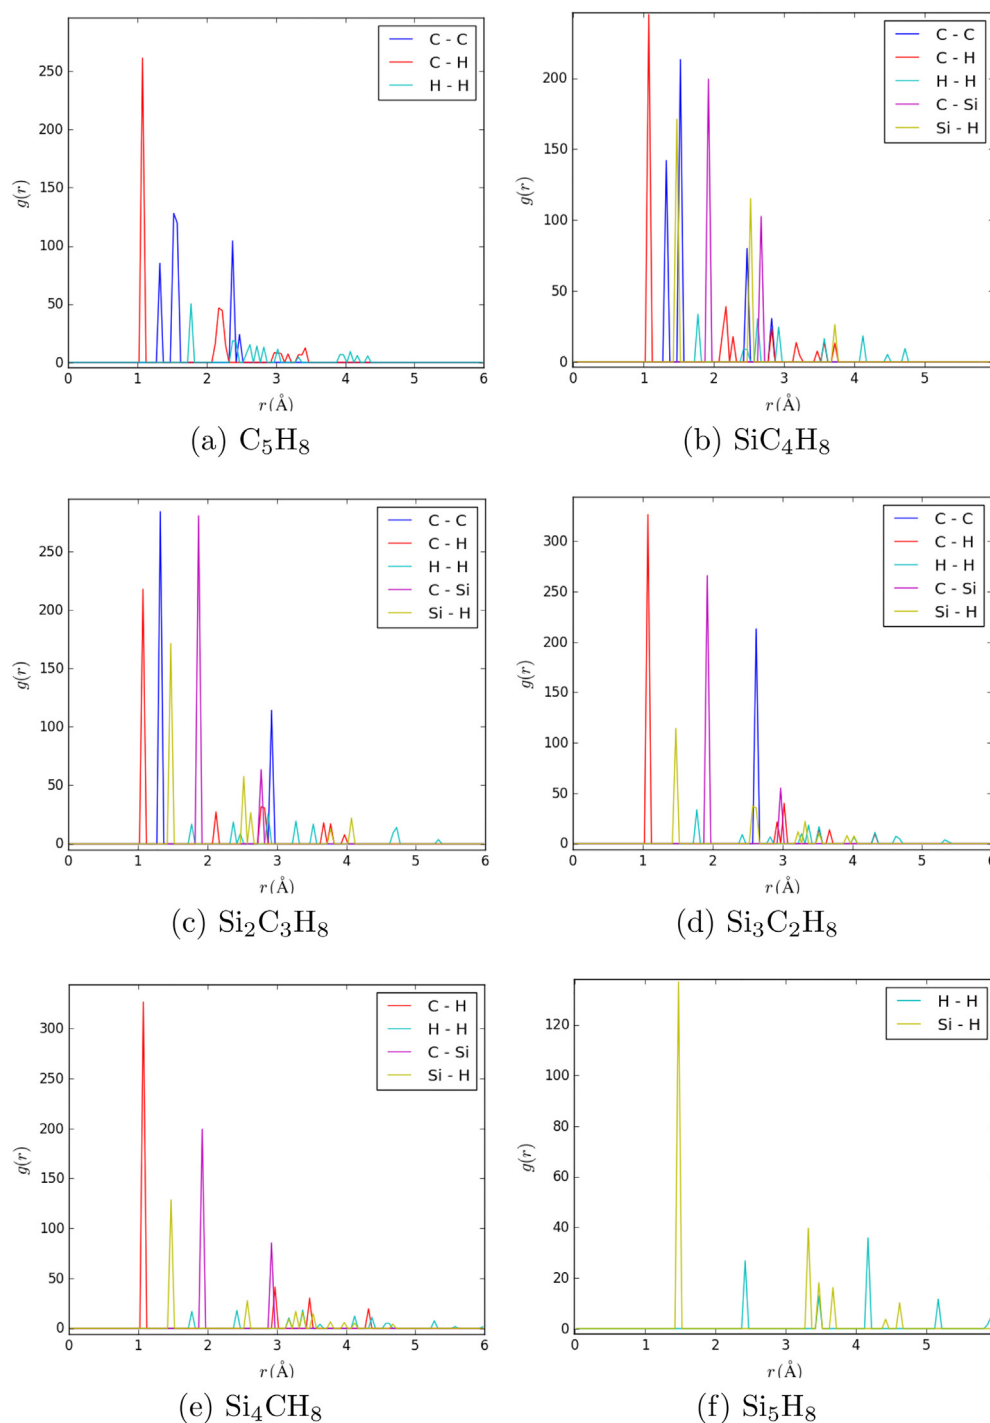 C - C
C - H
H - H
250
200
150
100
50
0
g(r)
0 1 2 3 4 5 6
r (Å)
(a) C₅H₈
C - C
C - H
H - H
C - Si
Si - H
200
150
100
50
0
g(r)
0 1 2 3 4 5
r (Å)
(b) SiC₄H₈
C - C
C - H
H - H
C - Si
Si - H
250
200
150
100
50
0
g(r)
0 1 2 3 4 5 6
r (Å)
(c) Si₂C₃H₈
C - C
C - H
H - H
C - Si
Si - H
300
250
200
150
100
50
0
g(r)
0 1 2 3 4 5 6
r (Å)
(d) Si₃C₂H₈
C - H
H - H
C - Si
Si - H
300
250
200
150
100
50
0
g(r)
0 1 2 3 4 5 6
r (Å)
(e) Si₄CH₈
H - H
Si - H
120
100
80
60
40
20
0
g(r)
0 1 2 3 4 5
r (Å)
(f) Si₅H₈